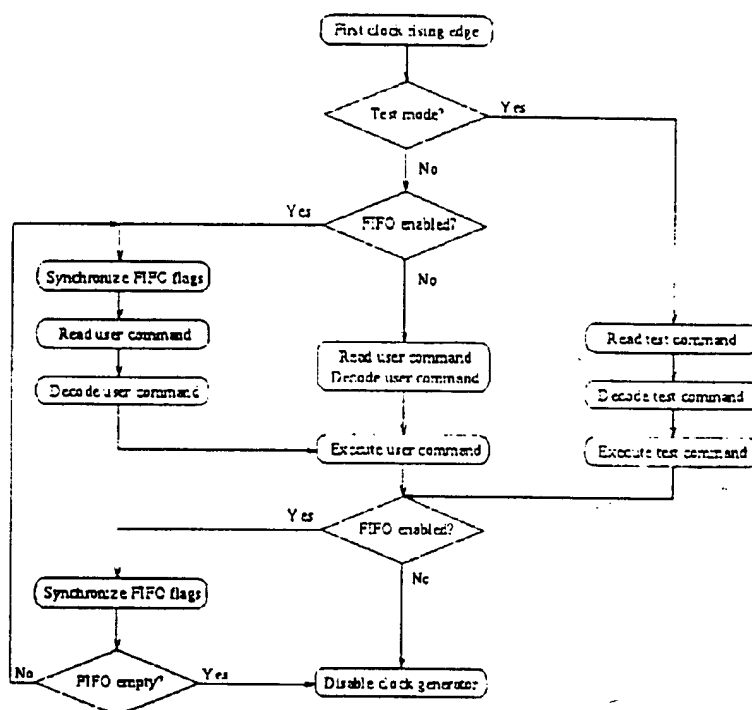 First clock rising edge
Test mode?
Yes
No
Yes
FIFO enabled?
Synchronize FIFO flags
No
Read user command
Read user command
Decode user command
Read test command
Decode user command
Decode test command
Execute user command
Execute test command
Yes
FIFO enabled?
No
Synchronize FIFO flags
No
FIFO empty?
Yes
Disable clock generator